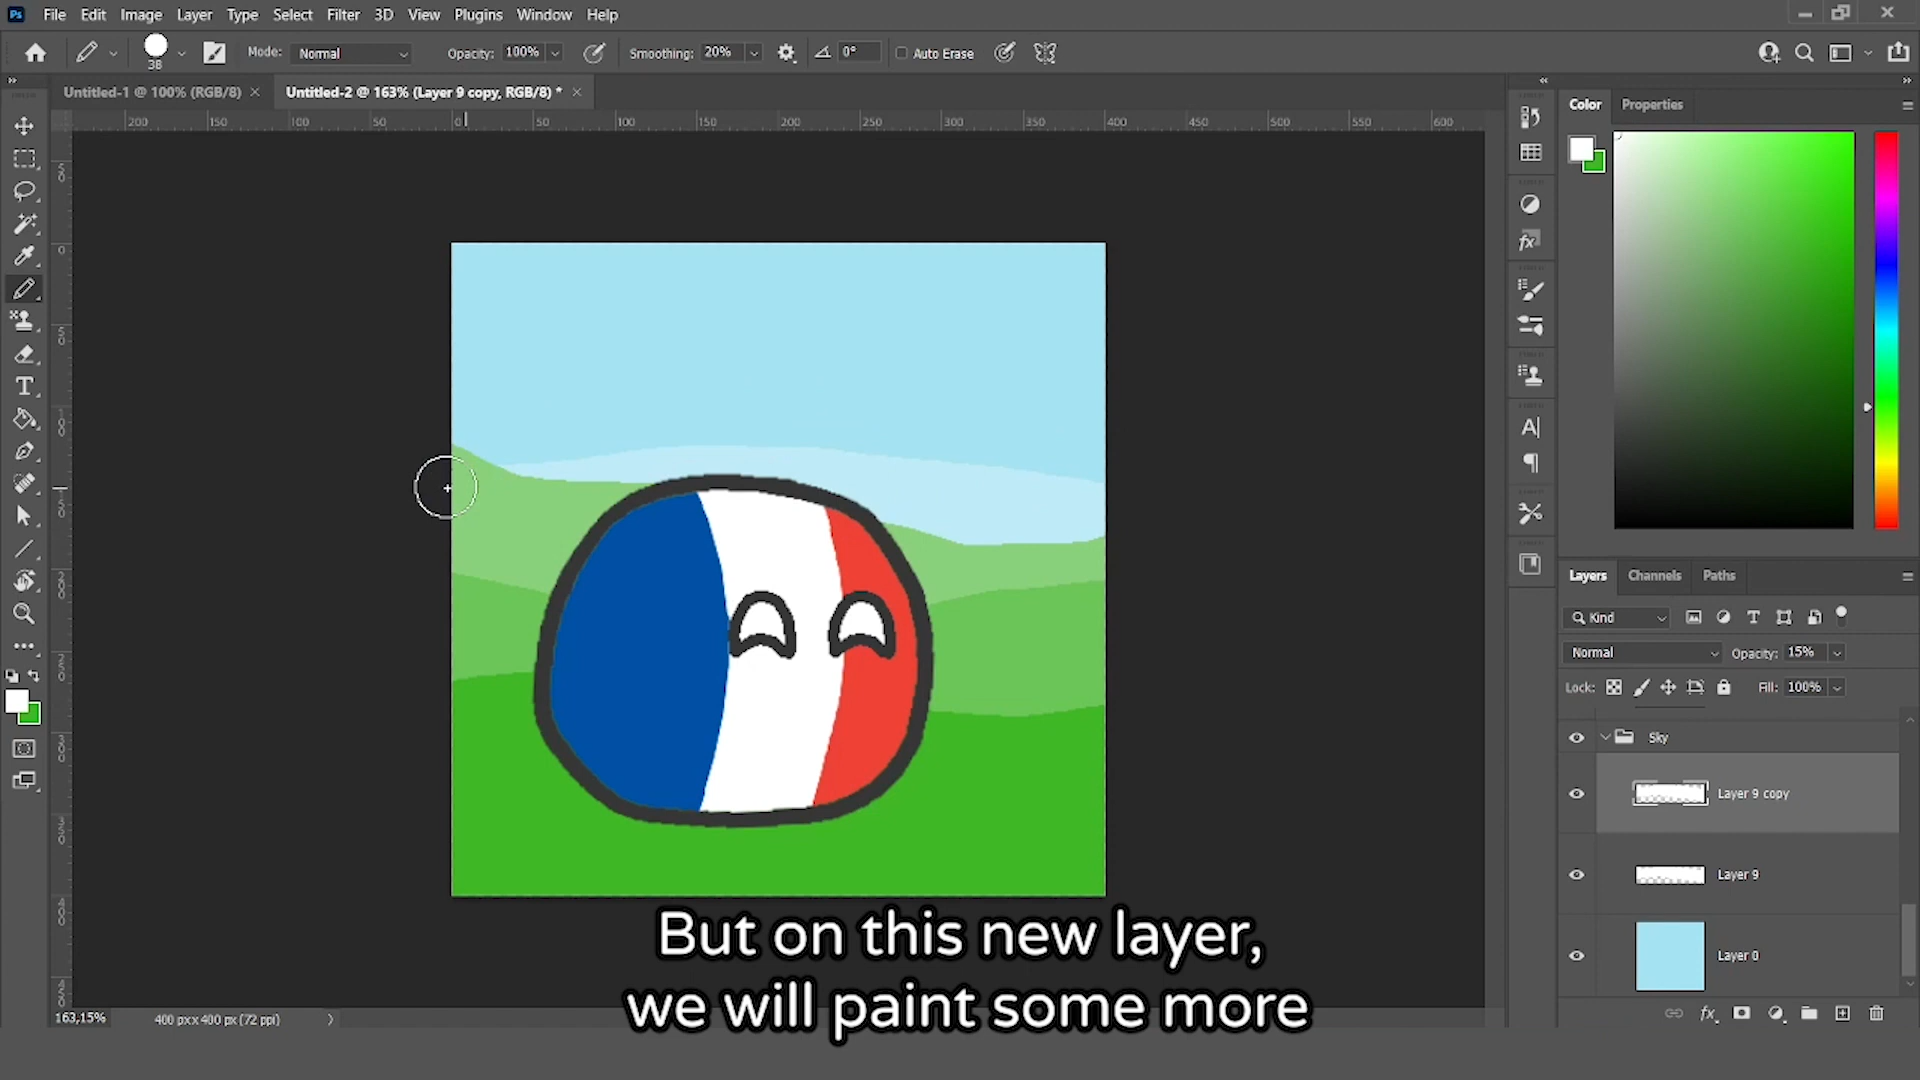 Ps File Edit Image Layer Type Select Filter 3D View Plugins Window Help
38 Mode: Normal Opacity: 100% Smoothing: 20% 0° Auto Erase
Untitled-1 @ 100% (RGB/8) Untitled-2 @ 163% (Layer 9 copy, RGB/8) *
200 150 100 50 0 50 100 150 200 250 300 350 400 450 500 550 600
Color Properties
Layers Channels Paths
Kind
Normal Opacity: 15%
Lock: Fill: 100%
Sky
Layer 9 copy
Layer 9
Layer 0
But on this new layer,
we will paint some more
163,15% 400 px x 400 px (72 ppi)